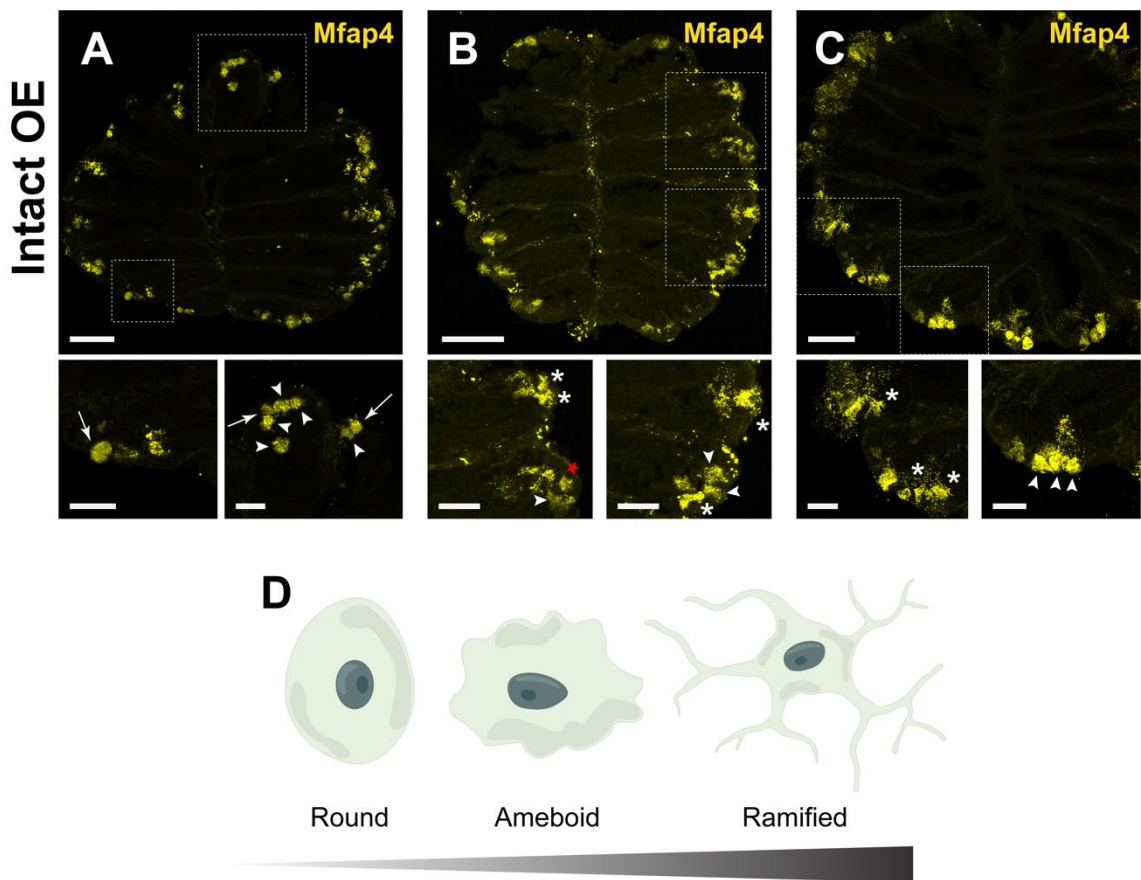 Intact OE
A
Mfap4
B
Mfap4
C
Mfap4
D
Round
Ameboid
Ramified